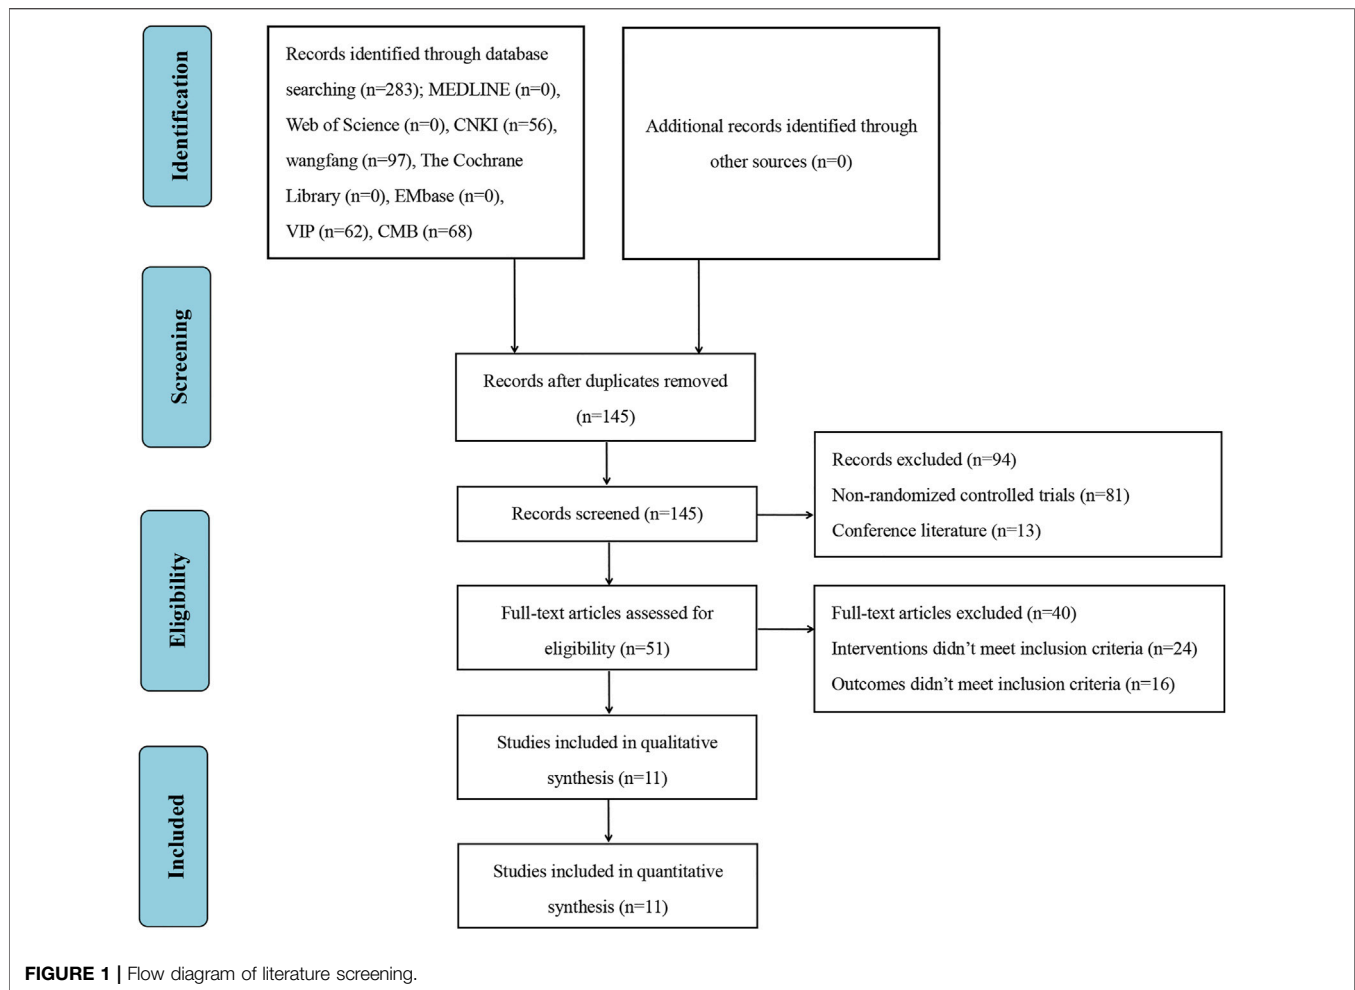 Identification
Records identified through database
searching (n=283); MEDLINE (n=0),
Web of Science (n=0), CNKI (n=56),
wangfang (n=97), The Cochrane
Library (n=0), EMbase (n=0),
VIP (n=62), CMB (n=68)
Additional records identified through
other sources (n=0)
Screening
Records after duplicates removed
(n=145)
Records screened (n=145)
Records excluded (n=94)
Non-randomized controlled trials (n=81)
Conference literature (n=13)
Eligibility
Full-text articles assessed for
eligibility (n=51)
Full-text articles excluded (n=40)
Interventions didn’t meet inclusion criteria (n=24)
Outcomes didn’t meet inclusion criteria (n=16)
Studies included in qualitative
synthesis (n=11)
Included
Studies included in quantitative
synthesis (n=11)
FIGURE 1 | Flow diagram of literature screening.